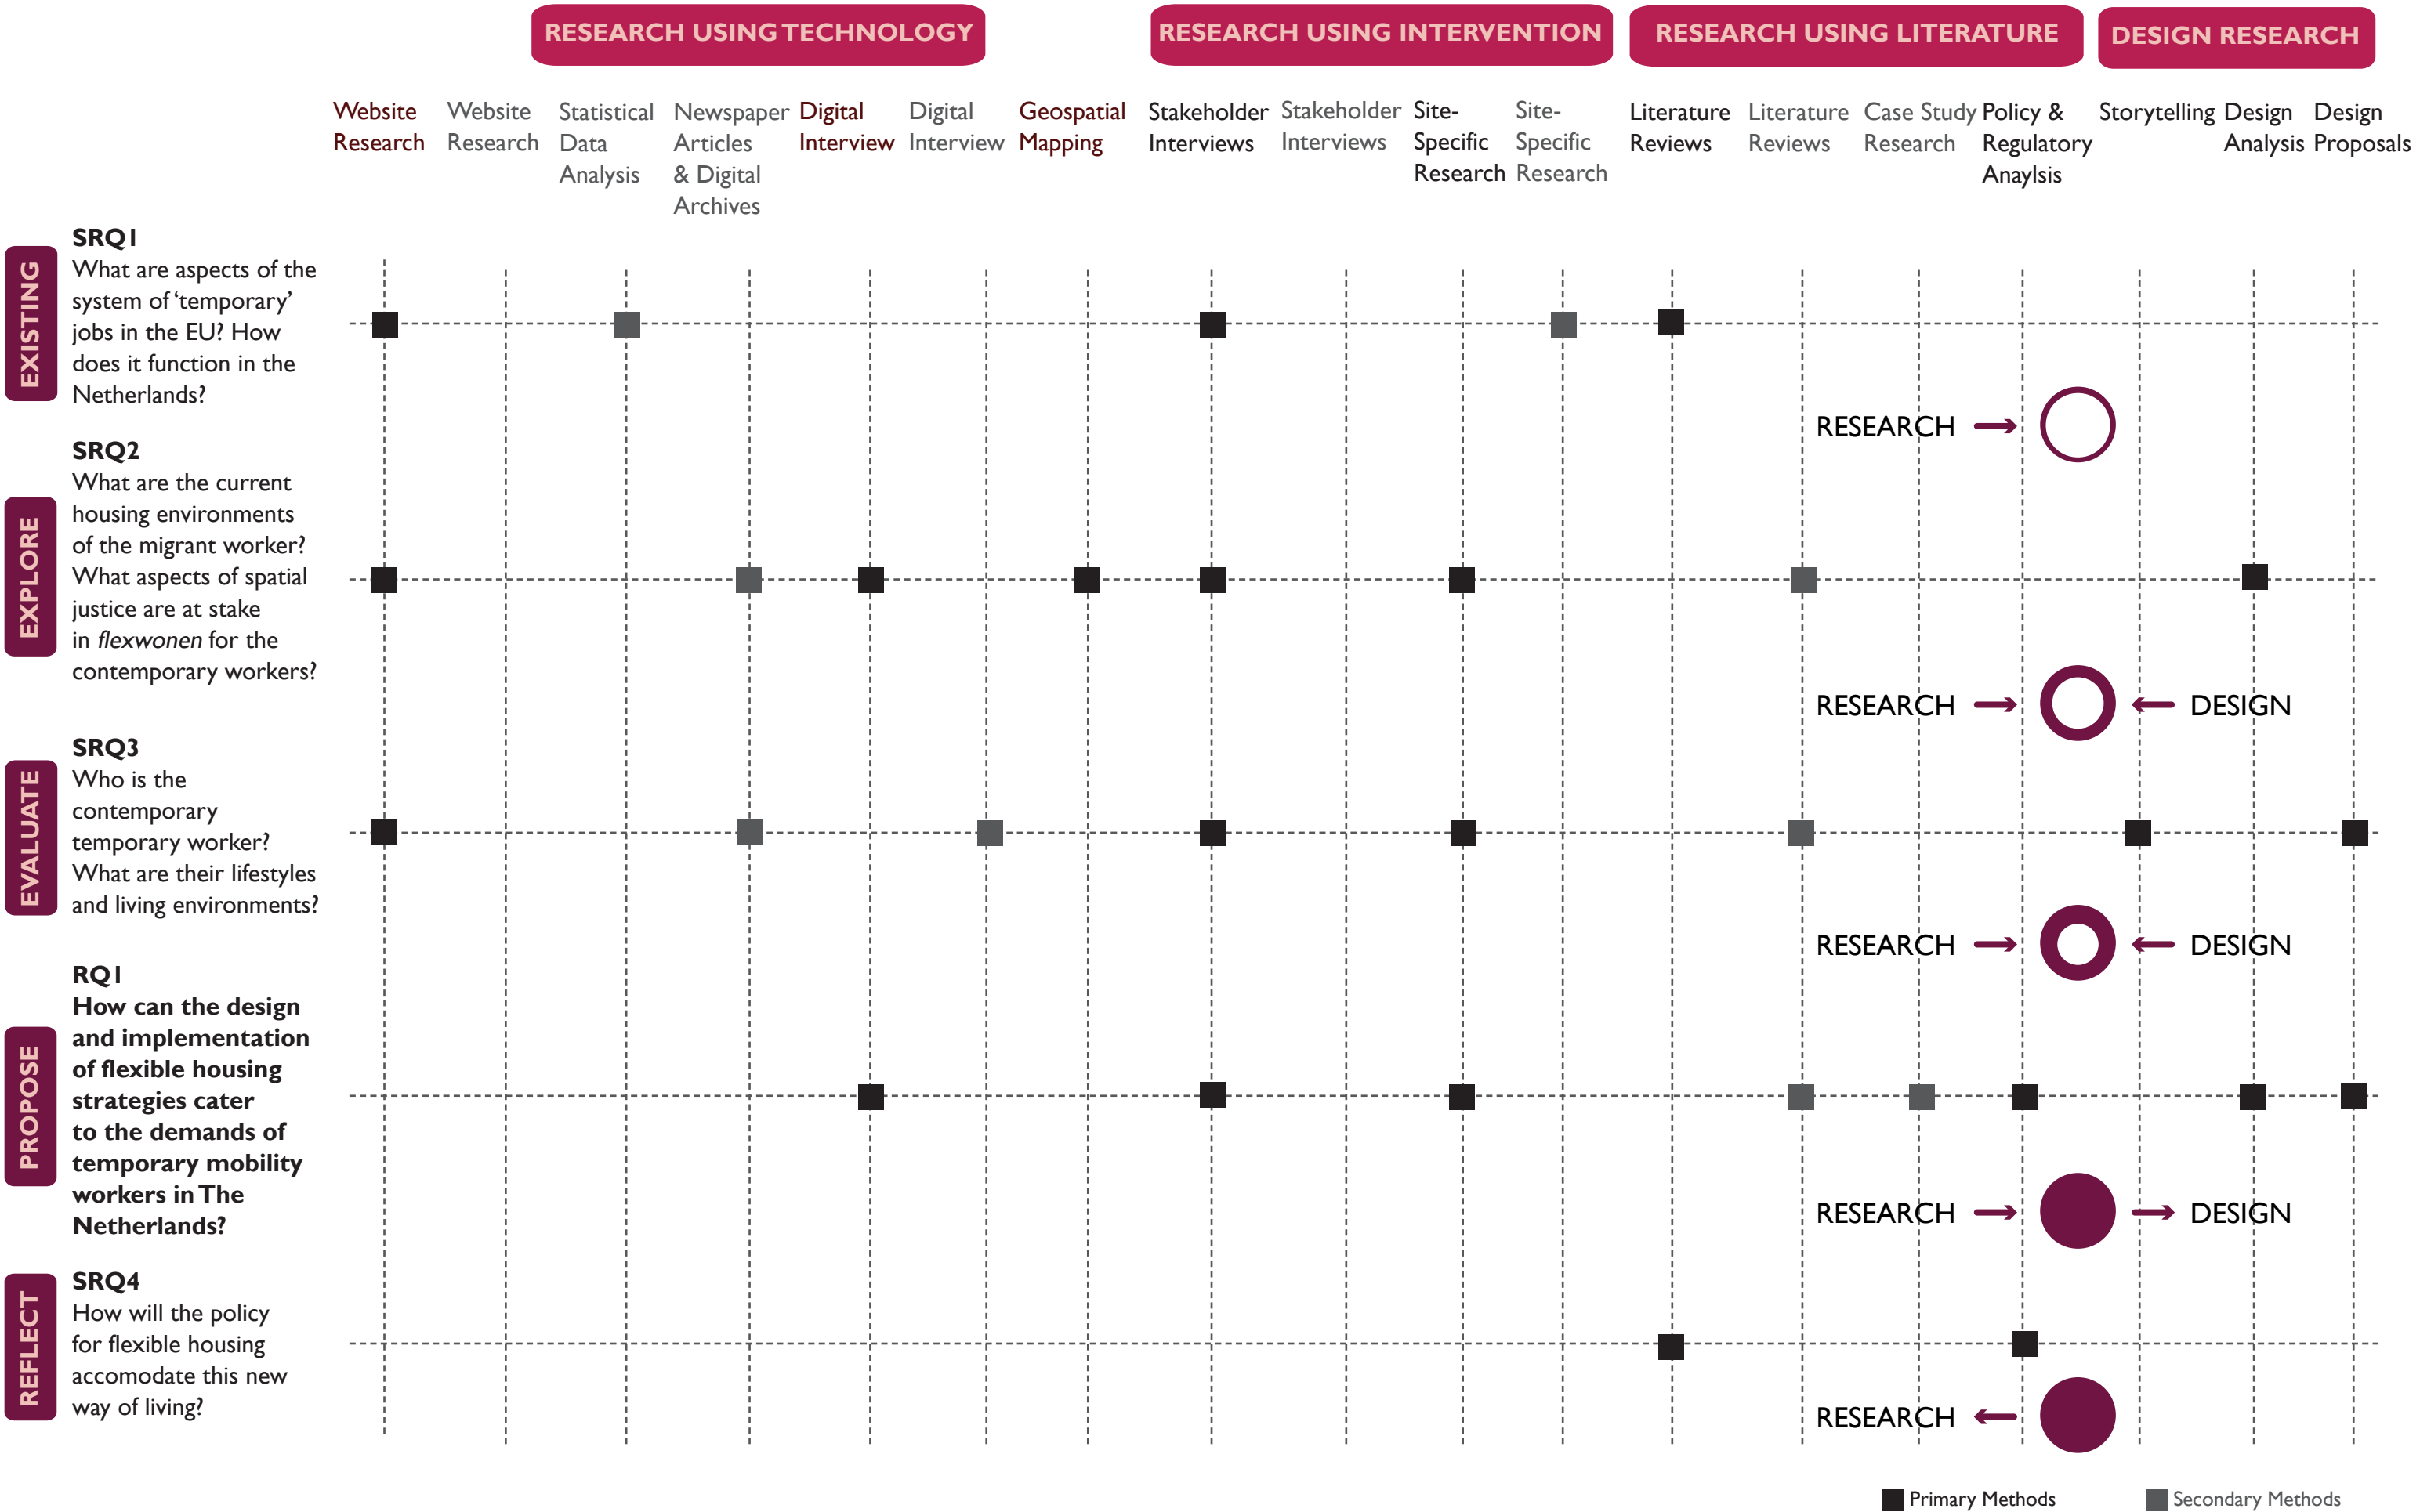 RESEARCH USING TECHNOLOGY
RESEARCH USING INTERVENTION
RESEARCH USING LITERATURE
DESIGN RESEARCH
Website
Research
Website
Research
Statistical
Data
Analysis
Newspaper
Articles
& Digital
Archives
Digital
Interview
Digital
Interview
Geospatial
Mapping
Stakeholder
Interviews
Stakeholder
Interviews
Site-
Specific
Research
Site-
Specific
Research
Literature
Reviews
Literature
Reviews
Case Study
Research
Policy &
Regulatory
Anaylsis
Storytelling
Design
Analysis
Design
Proposals
EXISTING
SRQ1
What are aspects of the
system of ‘temporary’
jobs in the EU? How
does it function in the
Netherlands?
RESEARCH
EXPLORE
SRQ2
What are the current
housing environments
of the migrant worker?
What aspects of spatial
justice are at stake
in flexwonen for the
contemporary workers?
RESEARCH
DESIGN
EVALUATE
SRQ3
Who is the
contemporary
temporary worker?
What are their lifestyles
and living environments?
RESEARCH
DESIGN
PROPOSE
RQ1
How can the design
and implementation
of flexible housing
strategies cater
to the demands of
temporary mobility
workers in The
Netherlands?
RESEARCH
DESIGN
REFLECT
SRQ4
How will the policy
for flexible housing
accomodate this new
way of living?
RESEARCH
Primary Methods
Secondary Methods